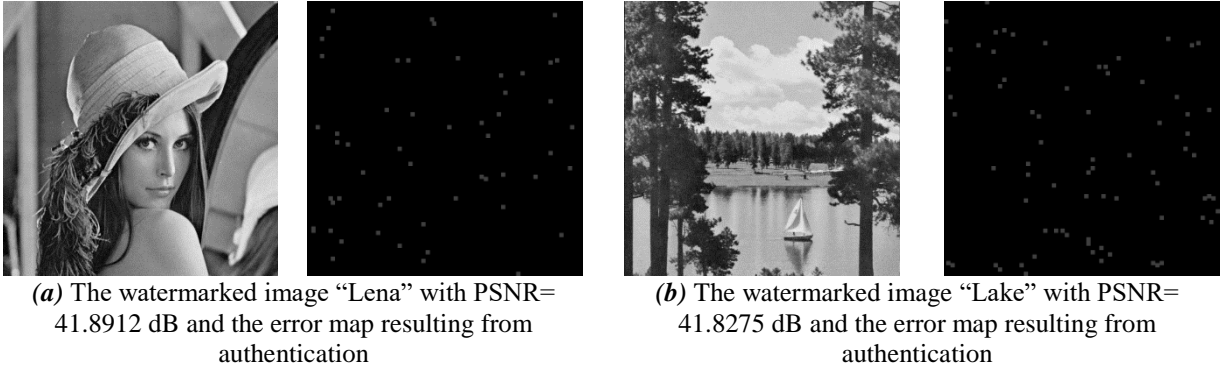 (a) The watermarked image “Lena” with PSNR=
41.8912 dB and the error map resulting from
authentication
(b) The watermarked image “Lake” with PSNR=
41.8275 dB and the error map resulting from
authentication